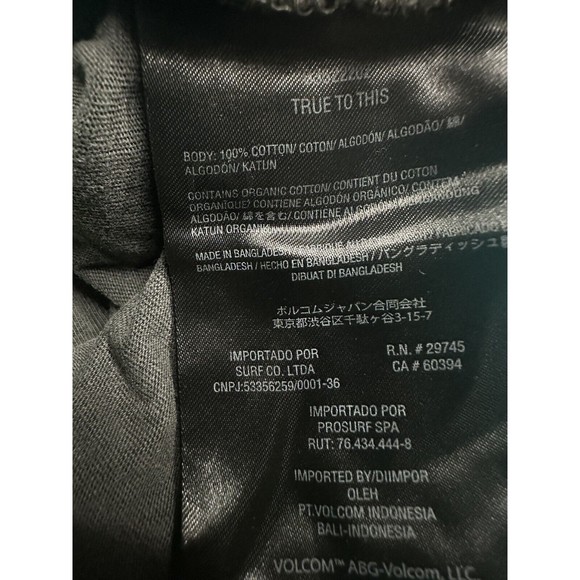 TRUE TO THIS
BODY: 100% COTTON/ COTON/ ALGODÓN/ ALGODÃO/ 綿/
ALGODÓN/ KATUN
CONTAINS ORGANIC COTTON/ CONTIENT DU COTON
ORGANIQUE/ CONTIENE ALGODÓN ORGÁNICO/ CONTÉM
ALGODÃO/ 綿を含む/ CONTIENE ALGODÓN/
KATUN ORGANIK
MADE IN BANGLADESH/ FABRIQUÉ AU
BANGLADESH / HECHO EN BANGLADESH / バングラディッシュ
DIBUAT DI BANGLADESH
ボルコムジャパン合同会社
東京都渋谷区千駄ヶ谷3-15-7
IMPORTADO POR
SURF CO. LTDA
CNPJ:53356259/0001-36
R.N. # 29745
CA # 60394
IMPORTADO POR
PROSURF SPA
RUT: 76.434.444-8
IMPORTED BY/DIIMPOR
OLEH
PT.VOLCOM INDONESIA
BALI-INDONESIA
VOLCOM™ ABG-Volcom, LLC